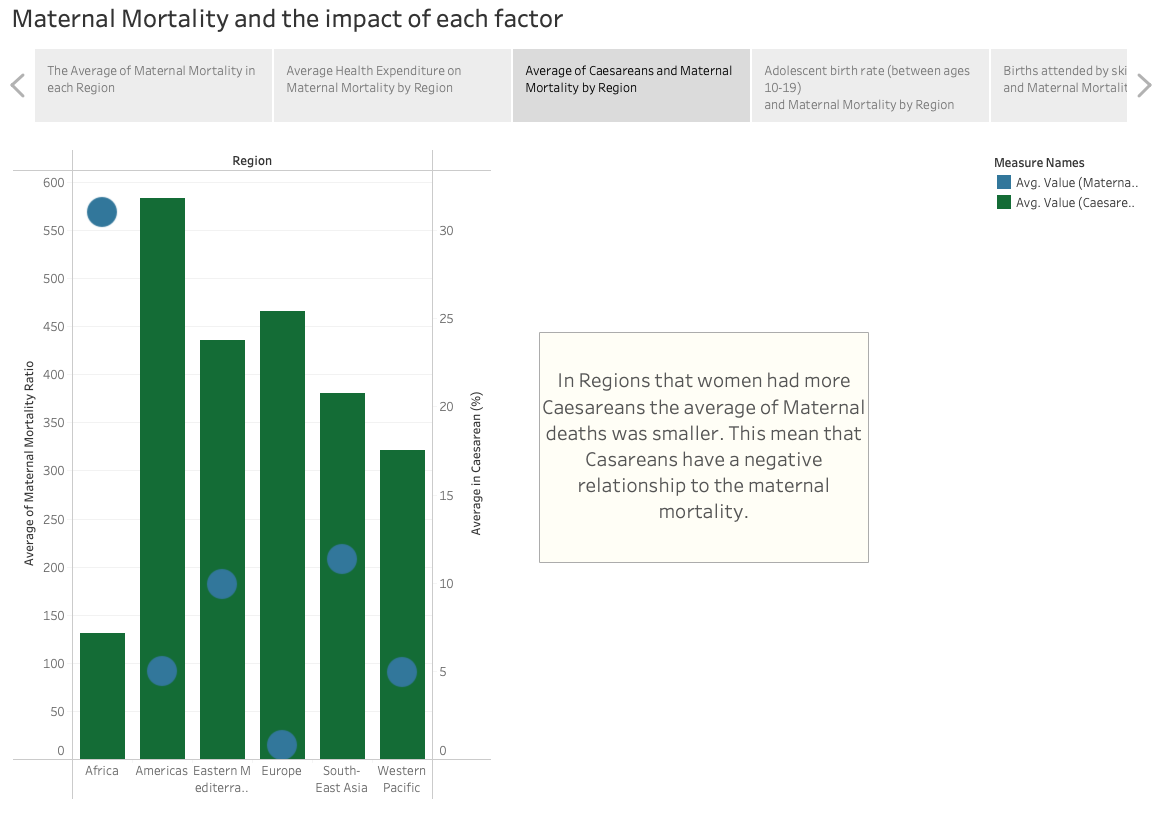 Maternal Mortality and the impact of each factor
The Average of Maternal Mortality in
each Region
Average Health Expenditure on
Maternal Mortality by Region
Average of Caesareans and Maternal
Mortality by Region
Adolescent birth rate (between ages
10-19)
and Maternal Mortality by Region
Births attended by ski
and Maternal Mortalit
Region
Measure Names
Avg. Value (Materna..
Avg. Value (Caesare..
Average of Maternal Mortality Ratio
600
550
500
450
400
350
300
250
200
150
100
50
0
30
25
20
15
10
5
0
Average in Caesarean (%)
Africa
Americas
Eastern M
editerra..
Europe
South-
East Asia
Western
Pacific
In Regions that women had more
Caesareans the average of Maternal
deaths was smaller. This mean that
Casareans have a negative
relationship to the maternal
mortality.